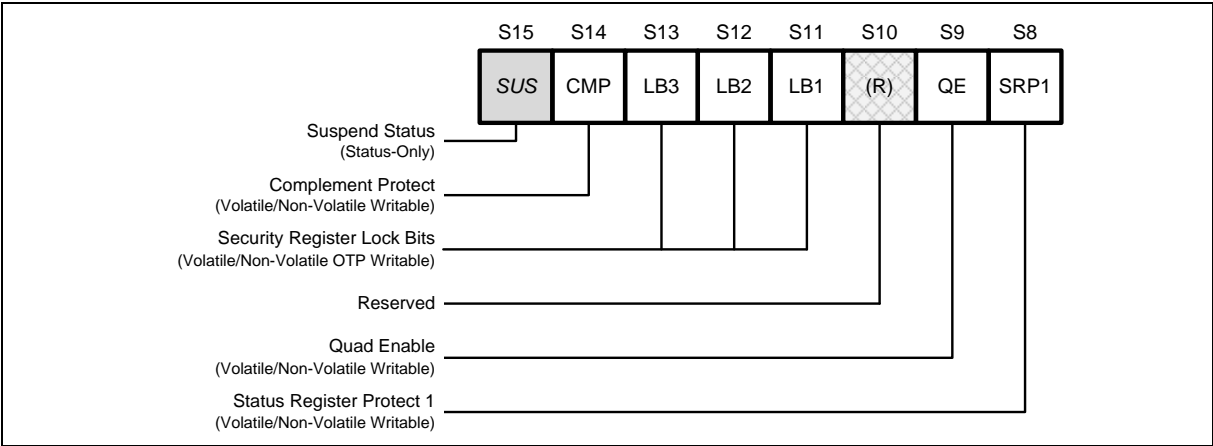 S15 S14 S13 S12 S11 S10 S9 S8
SUS CMP LB3 LB2 LB1 (R) QE SRP1
Suspend Status
(Status-Only)
Complement Protect
(Volatile/Non-Volatile Writable)
Security Register Lock Bits
(Volatile/Non-Volatile OTP Writable)
Reserved
Quad Enable
(Volatile/Non-Volatile Writable)
Status Register Protect 1
(Volatile/Non-Volatile Writable)